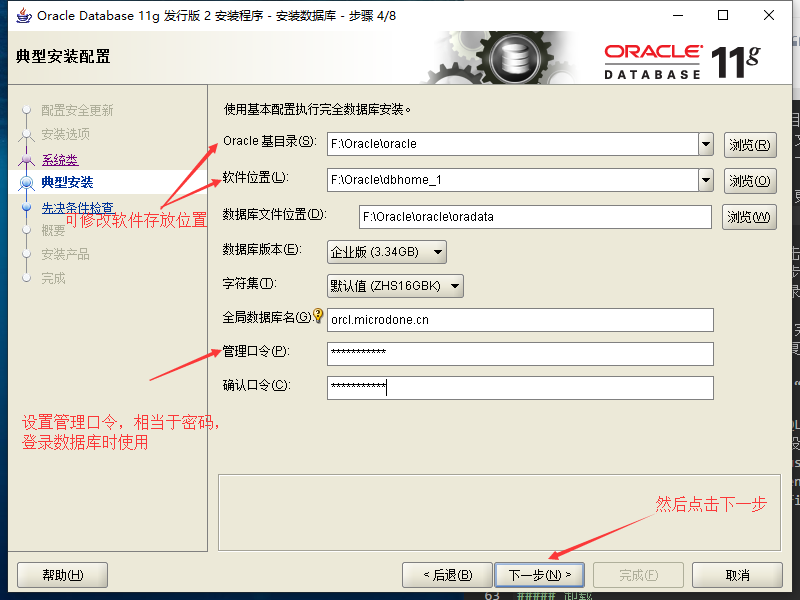 Oracle Database 11g 发行版 2 安装程序 - 安装数据库 - 步骤 4/8
典型安装配置
ORACLE
DATABASE 11g
配置安全更新
安装选项
系统类
典型安装
先决条件检查
概要
安装产品
完成
使用基本配置执行完全数据库安装。
Oracle 基目录(S): F:\Oracle\oracle 浏览(R)
软件位置(L): F:\Oracle\dbhome_1 浏览(O)
可修改软件存放位置
数据库文件位置(D): F:\Oracle\oracle\oradata 浏览(W)
数据库版本(E): 企业版 (3.34GB)
字符集(T): 默认值 (ZHS16GBK)
全局数据库名(G): orcl.microdone.cn
管理口令(P): ***********
确认口令(C): ***********
设置管理口令，相当于密码，
登录数据库时使用
然后点击下一步
帮助(H) < 后退(B) 下一步(N) > 完成(F) 取消
63 ##### 卸载